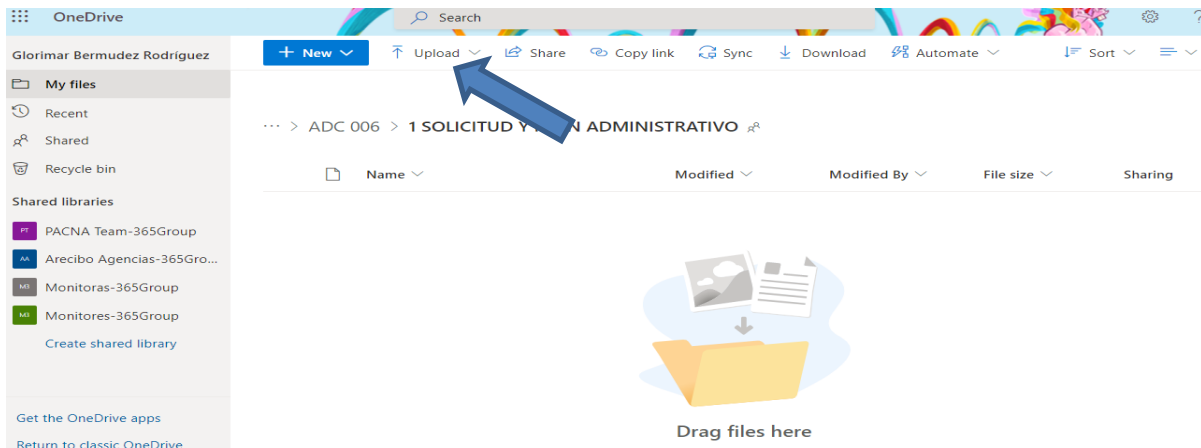 OneDrive
Search
?
Glorimar Bermudez Rodríguez
+ New
Upload
Share
Copy link
Sync
Download
Automate
Sort
My files
Recent
Shared
Recycle bin
Shared libraries
PT PACNA Team-365Group
AA Arecibo Agencias-365Gro...
M3 Monitoras-365Group
M3 Monitores-365Group
Create shared library
Get the OneDrive apps
Return to classic OneDrive
··· > ADC 006 > 1 SOLICITUD Y N ADMINISTRATIVO
Name
Modified
Modified By
File size
Sharing
Drag files here